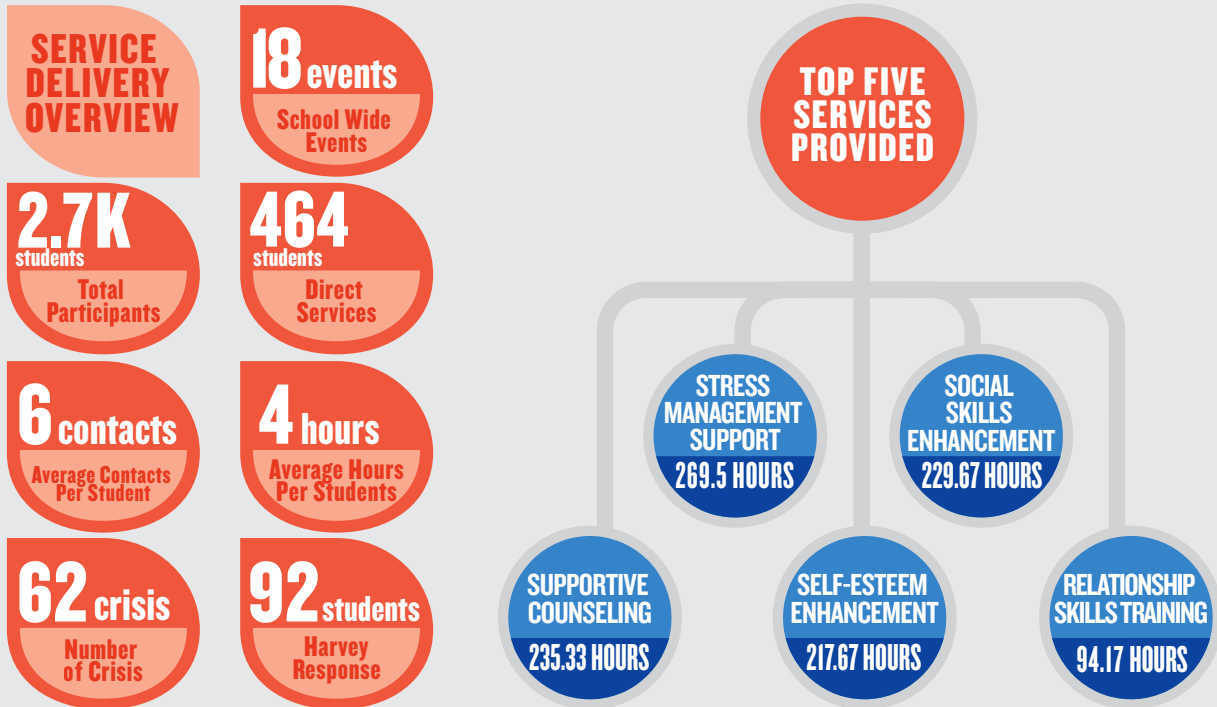 SERVICE
DELIVERY
OVERVIEW
18 events
School Wide
Events
2.7K
students
Total
Participants
464
students
Direct
Services
6 contacts
Average Contacts
Per Student
4 hours
Average Hours
Per Students
62 crisis
Number
of Crisis
92 students
Harvey
Response
TOP FIVE
SERVICES
PROVIDED
STRESS
MANAGEMENT
SUPPORT
269.5 HOURS
SOCIAL
SKILLS
ENHANCEMENT
229.67 HOURS
SUPPORTIVE
COUNSELING
235.33 HOURS
SELF-ESTEEM
ENHANCEMENT
217.67 HOURS
RELATIONSHIP
SKILLS TRAINING
94.17 HOURS